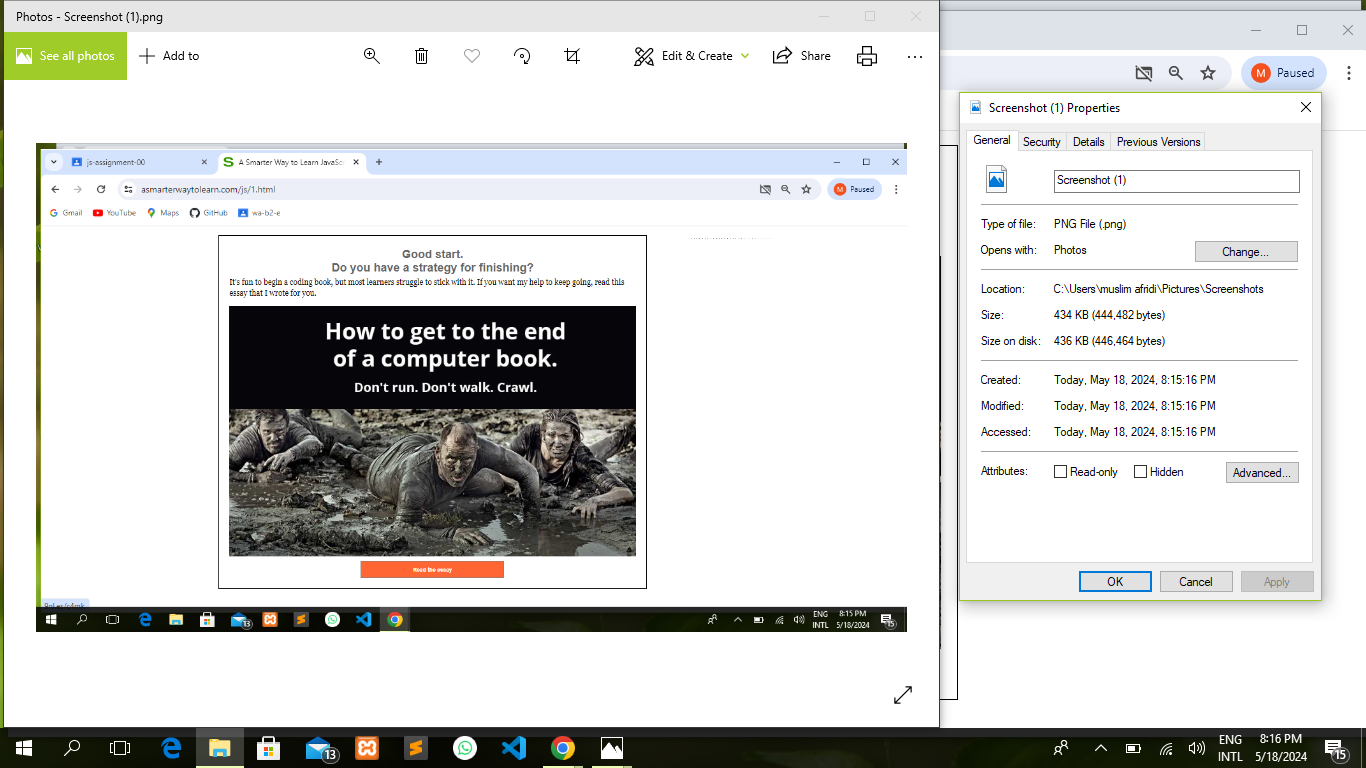 Photos - Screenshot (1).png
See all photos
Add to
Edit & Create
Share
js-assignment-00
A Smarter Way to Learn JavaSc
asmarterwaytolearn.com/js/1.html
M Paused
Gmail
YouTube
Maps
GitHub
wa-b2-e
Good start.
Do you have a strategy for finishing?
It's fun to begin a coding book, but most learners struggle to stick with it. If you want my help to keep going, read this
essay that I wrote for you.
How to get to the end
of a computer book.
Don't run. Don't walk. Crawl.
Read the essay
13
ENG
INTL
8:15 PM
5/18/2024
15
M Paused
Screenshot (1) Properties
General
Security
Details
Previous Versions
Screenshot (1)
Type of file: PNG File (.png)
Opens with: Photos
Change...
Location: C:\Users\muslim afridi\Pictures\Screenshots
Size: 434 KB (444,482 bytes)
Size on disk: 436 KB (446,464 bytes)
Created: Today, May 18, 2024, 8:15:16 PM
Modified: Today, May 18, 2024, 8:15:16 PM
Accessed: Today, May 18, 2024, 8:15:16 PM
Attributes: Read-only Hidden
Advanced...
OK
Cancel
Apply
13
ENG
INTL
8:16 PM
5/18/2024
15